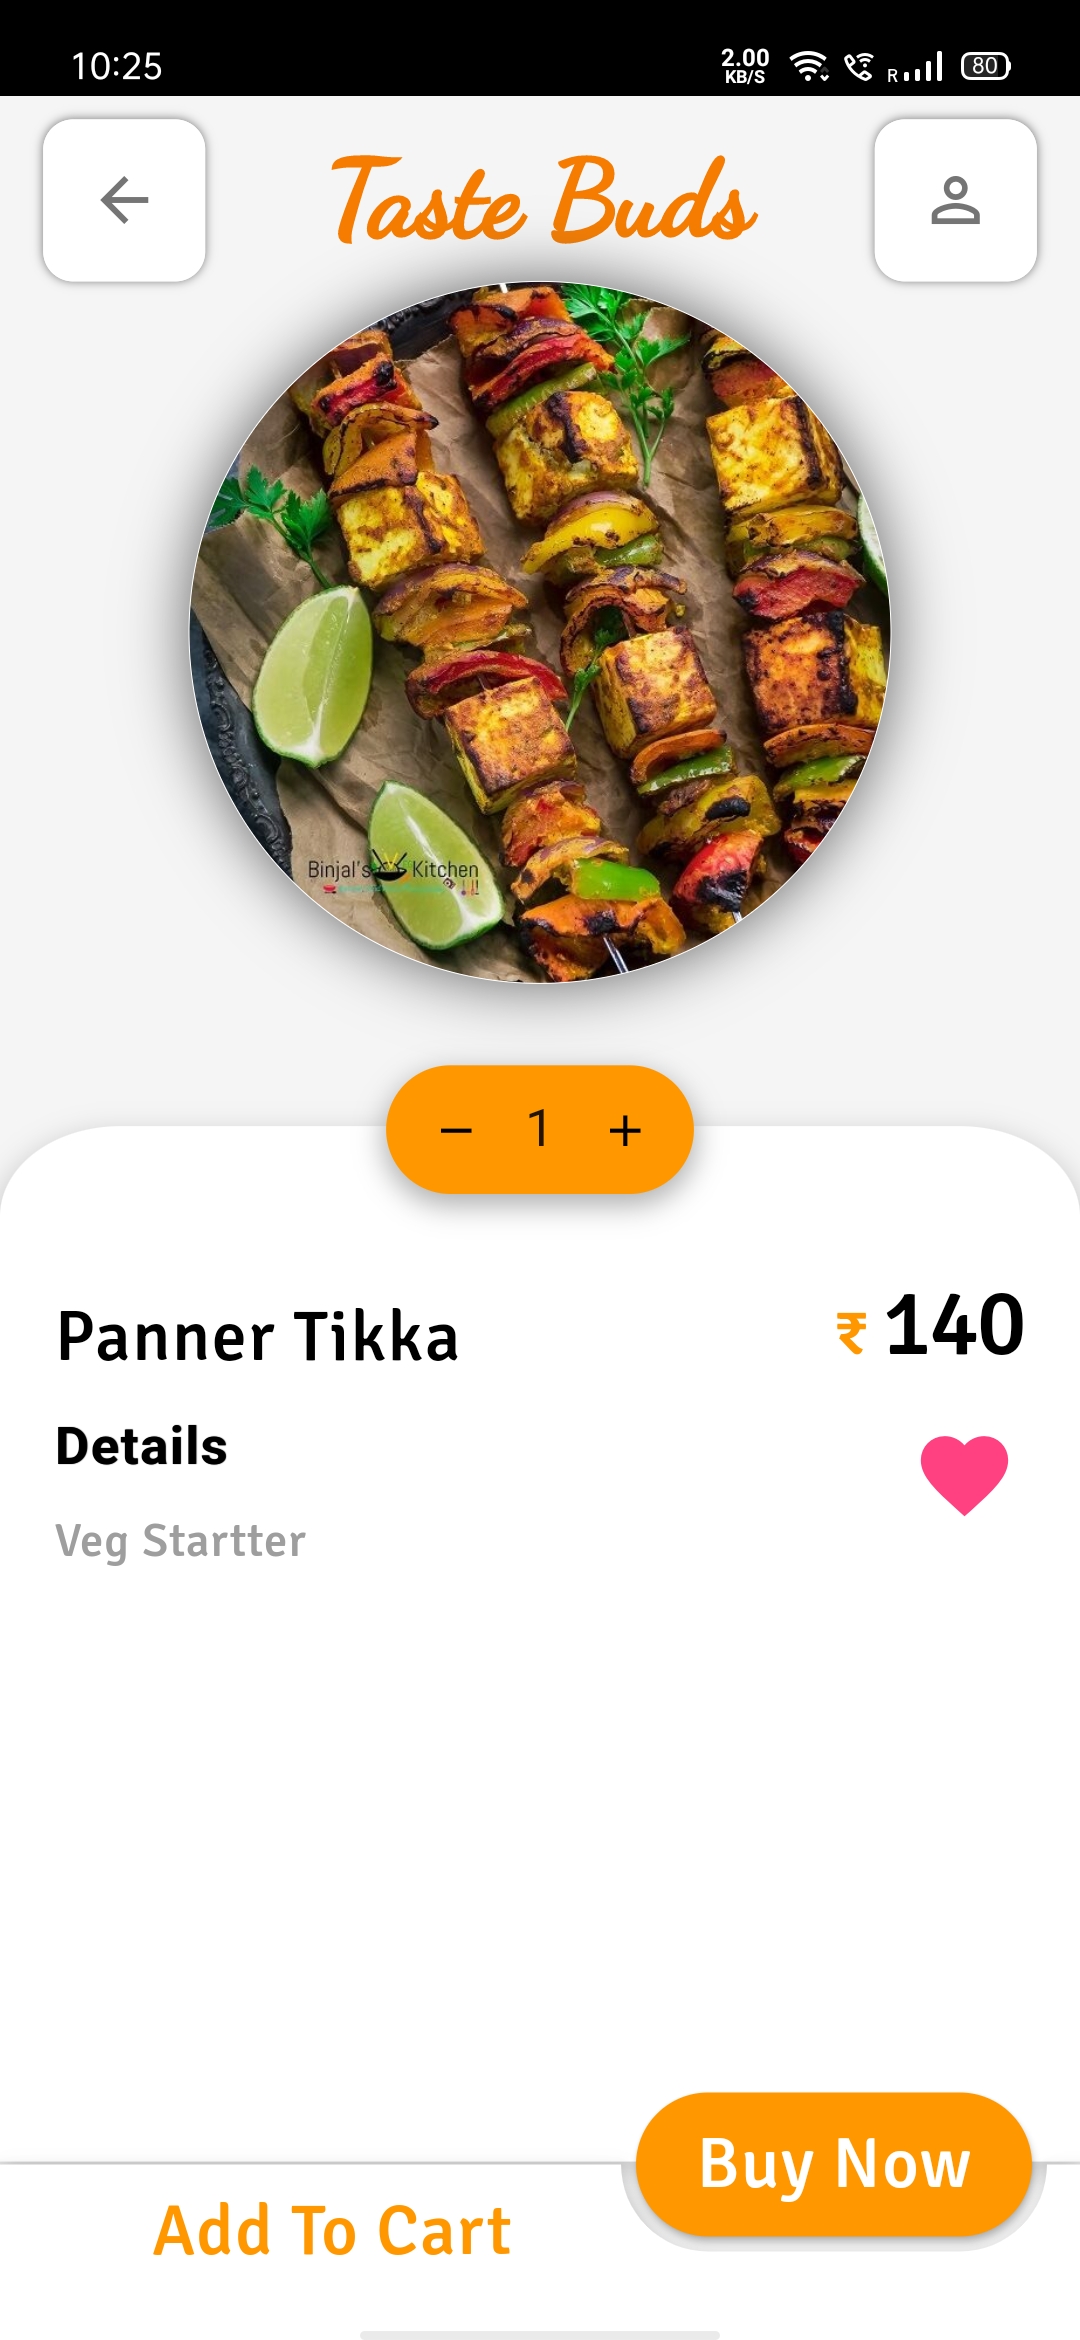 10:25
2.00
KB/S
R
80
Taste Buds
Binjal's Kitchen
1
Panner Tikka
₹ 140
Details
Veg Startter
Buy Now
Add To Cart